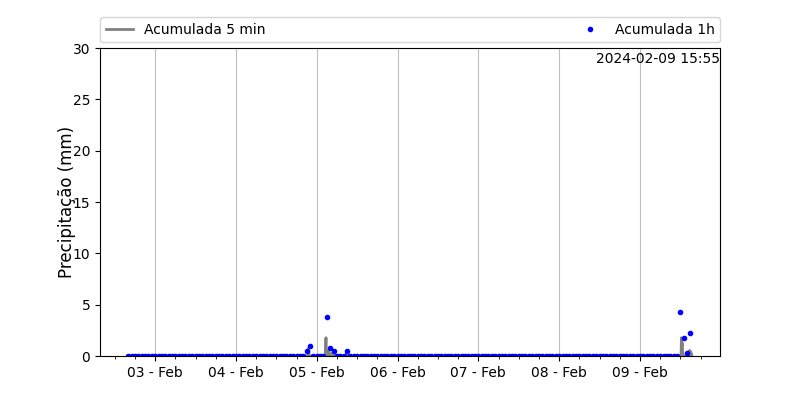 Acumulada 5 min
Acumulada 1h
2024-02-09 15:55
Precipitação (mm)
30
25
20
15
10
5
0
03 - Feb
04 - Feb
05 - Feb
06 - Feb
07 - Feb
08 - Feb
09 - Feb